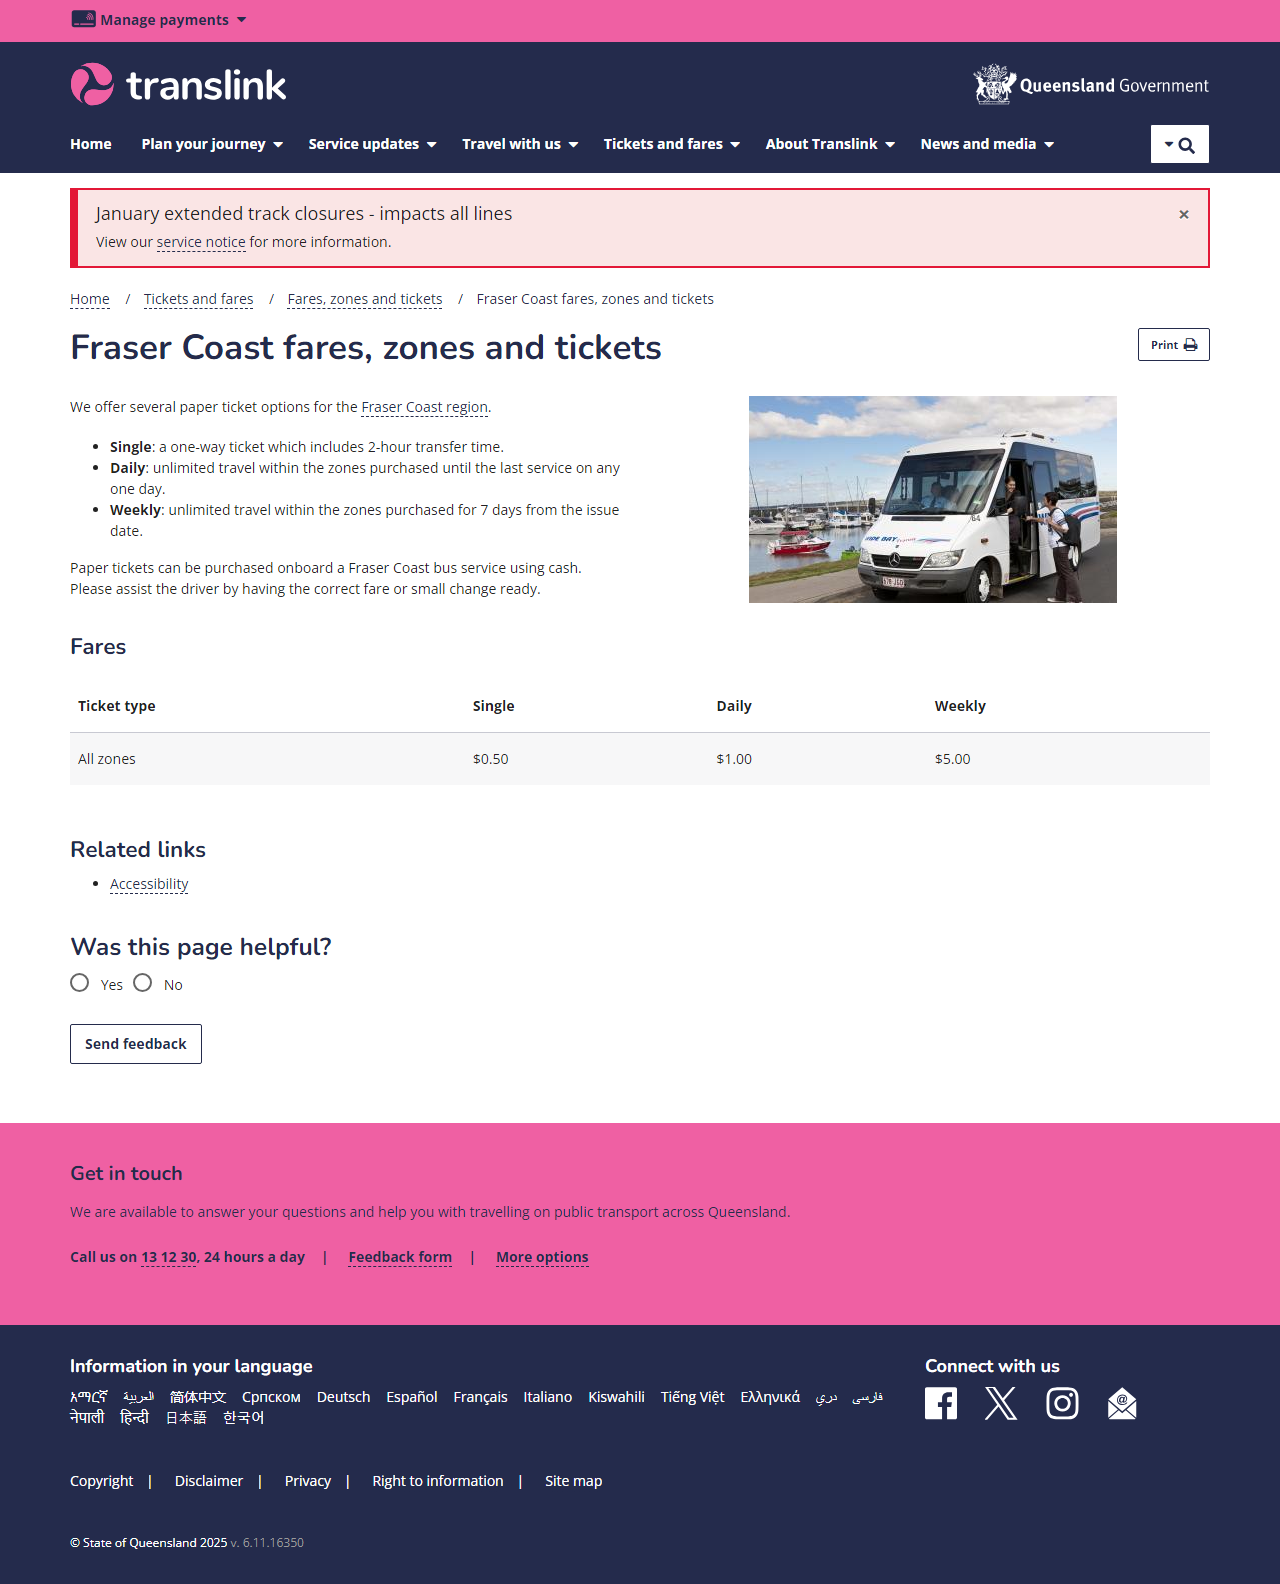 Manage payments
translink
Queensland Government
Home Plan your journey Service updates Travel with us Tickets and fares About Translink News and media
January extended track closures - impacts all lines
×
View our service notice for more information.
Home / Tickets and fares / Fares, zones and tickets / Fraser Coast fares, zones and tickets
Fraser Coast fares, zones and tickets
Print
We offer several paper ticket options for the Fraser Coast region.
• Single: a one-way ticket which includes 2-hour transfer time.
• Daily: unlimited travel within the zones purchased until the last service on any
one day.
• Weekly: unlimited travel within the zones purchased for 7 days from the issue
date.
64
Paper tickets can be purchased onboard a Fraser Coast bus service using cash.
Please assist the driver by having the correct fare or small change ready.
Fares
Ticket type Single Daily Weekly
All zones $0.50 $1.00 $5.00
Related links
• Accessibility
Was this page helpful?
Yes No
Send feedback
Get in touch
We are available to answer your questions and help you with travelling on public transport across Queensland.
Call us on 13 12 30, 24 hours a day | Feedback form | More options
Information in your language
Connect with us
አማርኛ العربية 简体中文 Српском Deutsch Español Français Italiano Kiswahili Tiếng Việt Ελληνικά دري فارسی
नेपाली हिन्दी 日本語 한국어
Copyright | Disclaimer | Privacy | Right to information | Site map
© State of Queensland 2025 v. 6.11.16350